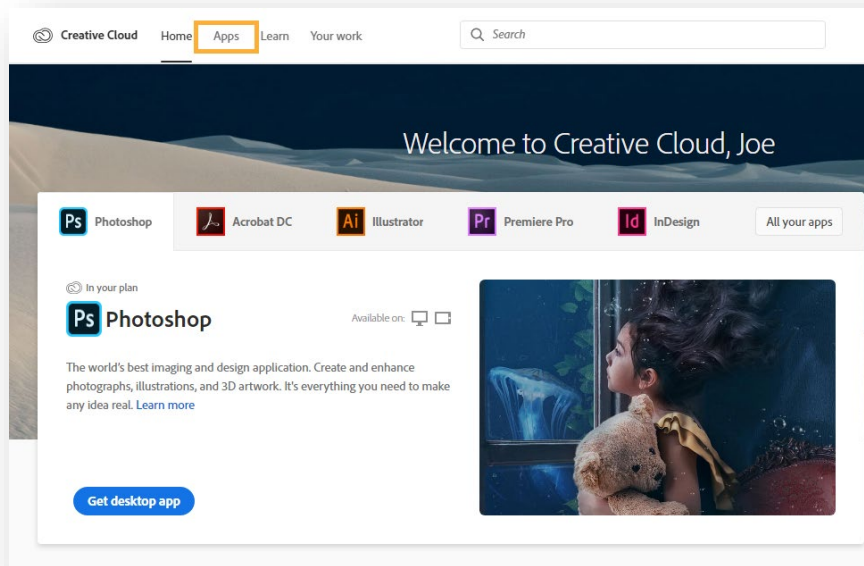 Creative Cloud Home Apps Learn Your work Search
Welcome to Creative Cloud, Joe
Ps Photoshop Acrobat DC Ai Illustrator Pr Premiere Pro Id InDesign All your apps
In your plan
Ps Photoshop Available on:
The world's best imaging and design application. Create and enhance
photographs, illustrations, and 3D artwork. It's everything you need to make
any idea real. Learn more
Get desktop app